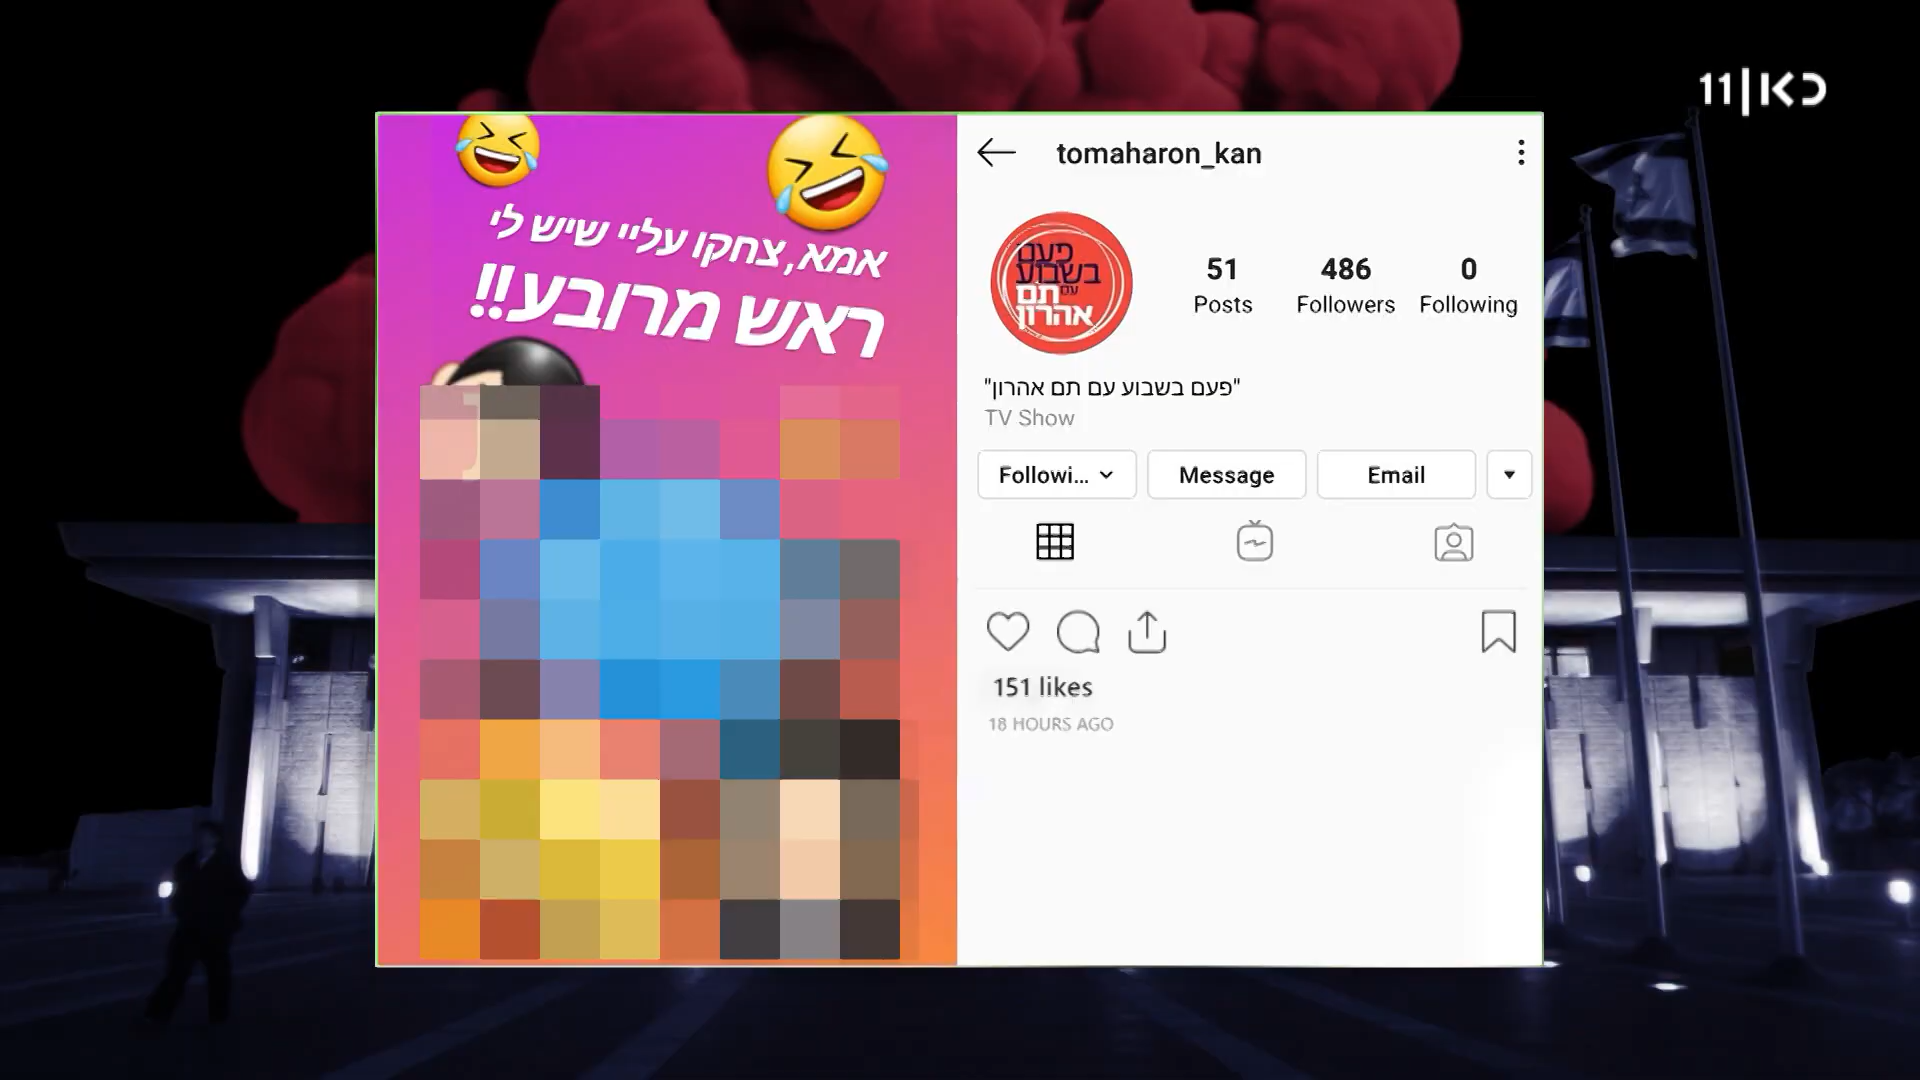 כאן|11
אמא, צחקו עליי שיש לי
ראש מרובע!!
tomaharon_kan
פעם
בשבוע
עם
תם
אהרון
51
Posts
486
Followers
0
Following
"פעם בשבוע עם תם אהרון"
TV Show
Followi...
Message
Email
151 likes
18 HOURS AGO